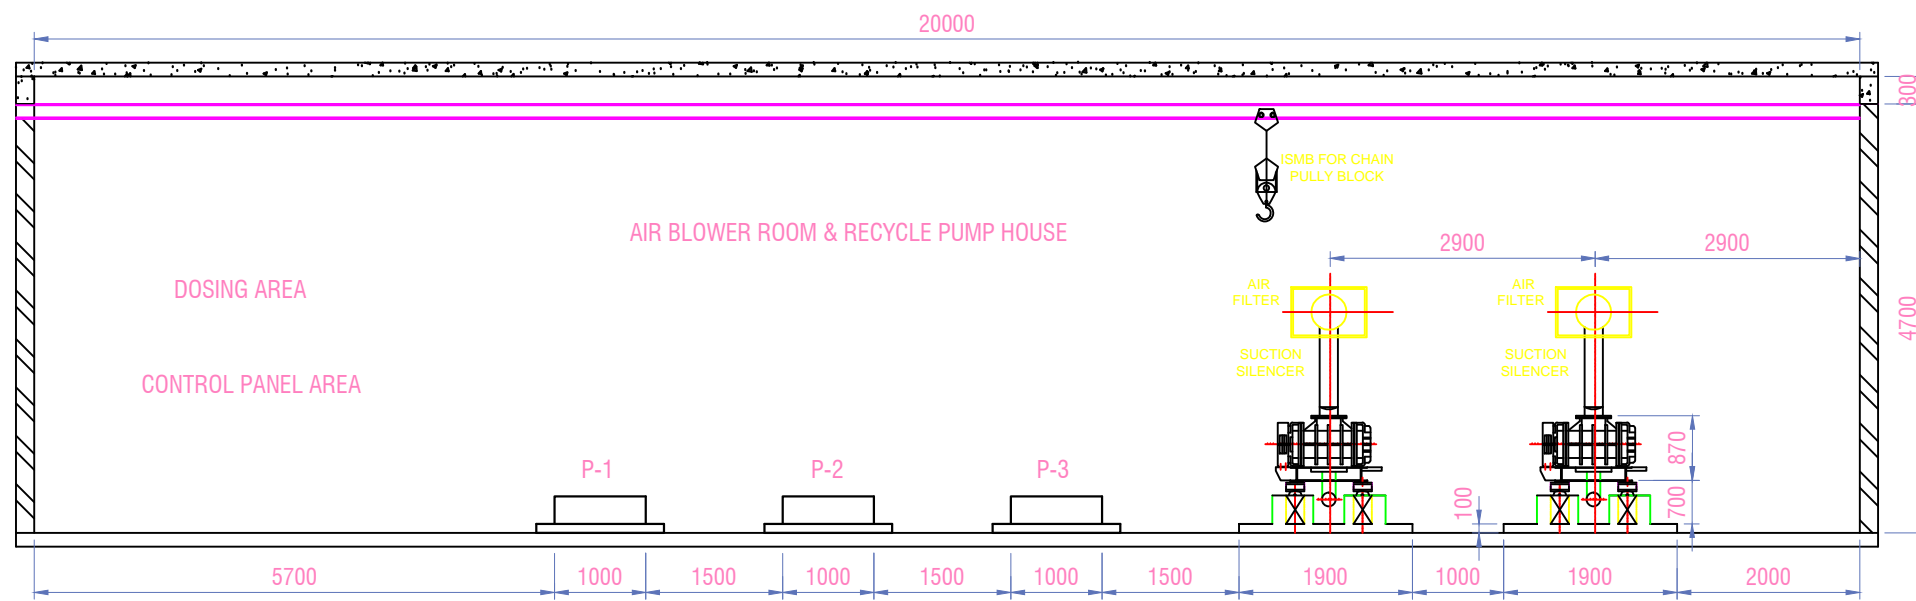 20000
300
ISMB FOR CHAIN
PULLY BLOCK
AIR BLOWER ROOM & RECYCLE PUMP HOUSE
2900
2900
DOSING AREA
AIR
FILTER
AIR
FILTER
4700
SUCTION
SILENCER
SUCTION
SILENCER
CONTROL PANEL AREA
870
P-1
P-2
P-3
100
700
5700
1000
1500
1000
1500
1000
1500
1900
1000
1900
2000